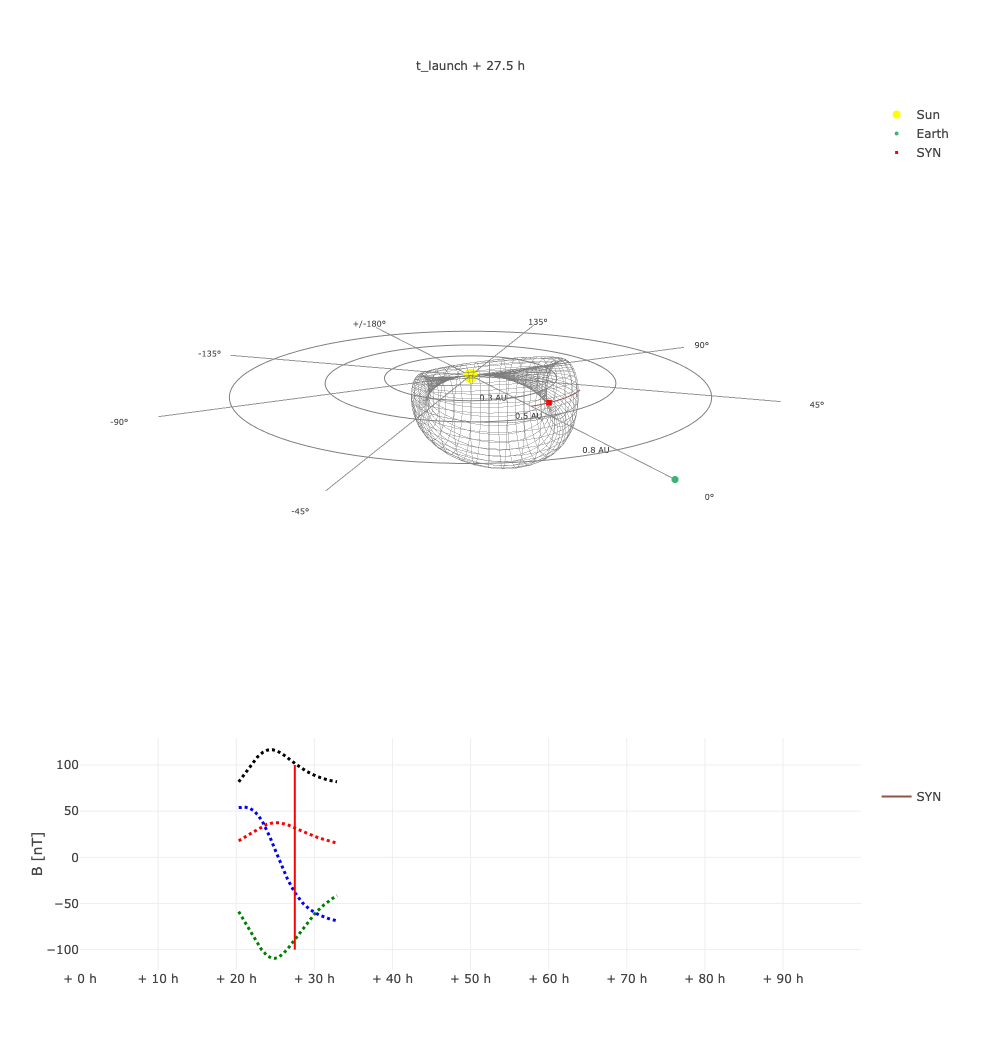 t_launch + 27.5 h
Sun
Earth
SYN
+/-180°
135°
-135°
90°
0.3 AU
45°
0.5 AU
-90°
0.8 AU
0°
-45°
100
50
0
−50
−100
B [nT]
SYN
+ 0 h
+ 10 h
+ 20 h
+ 30 h
+ 40 h
+ 50 h
+ 60 h
+ 70 h
+ 80 h
+ 90 h